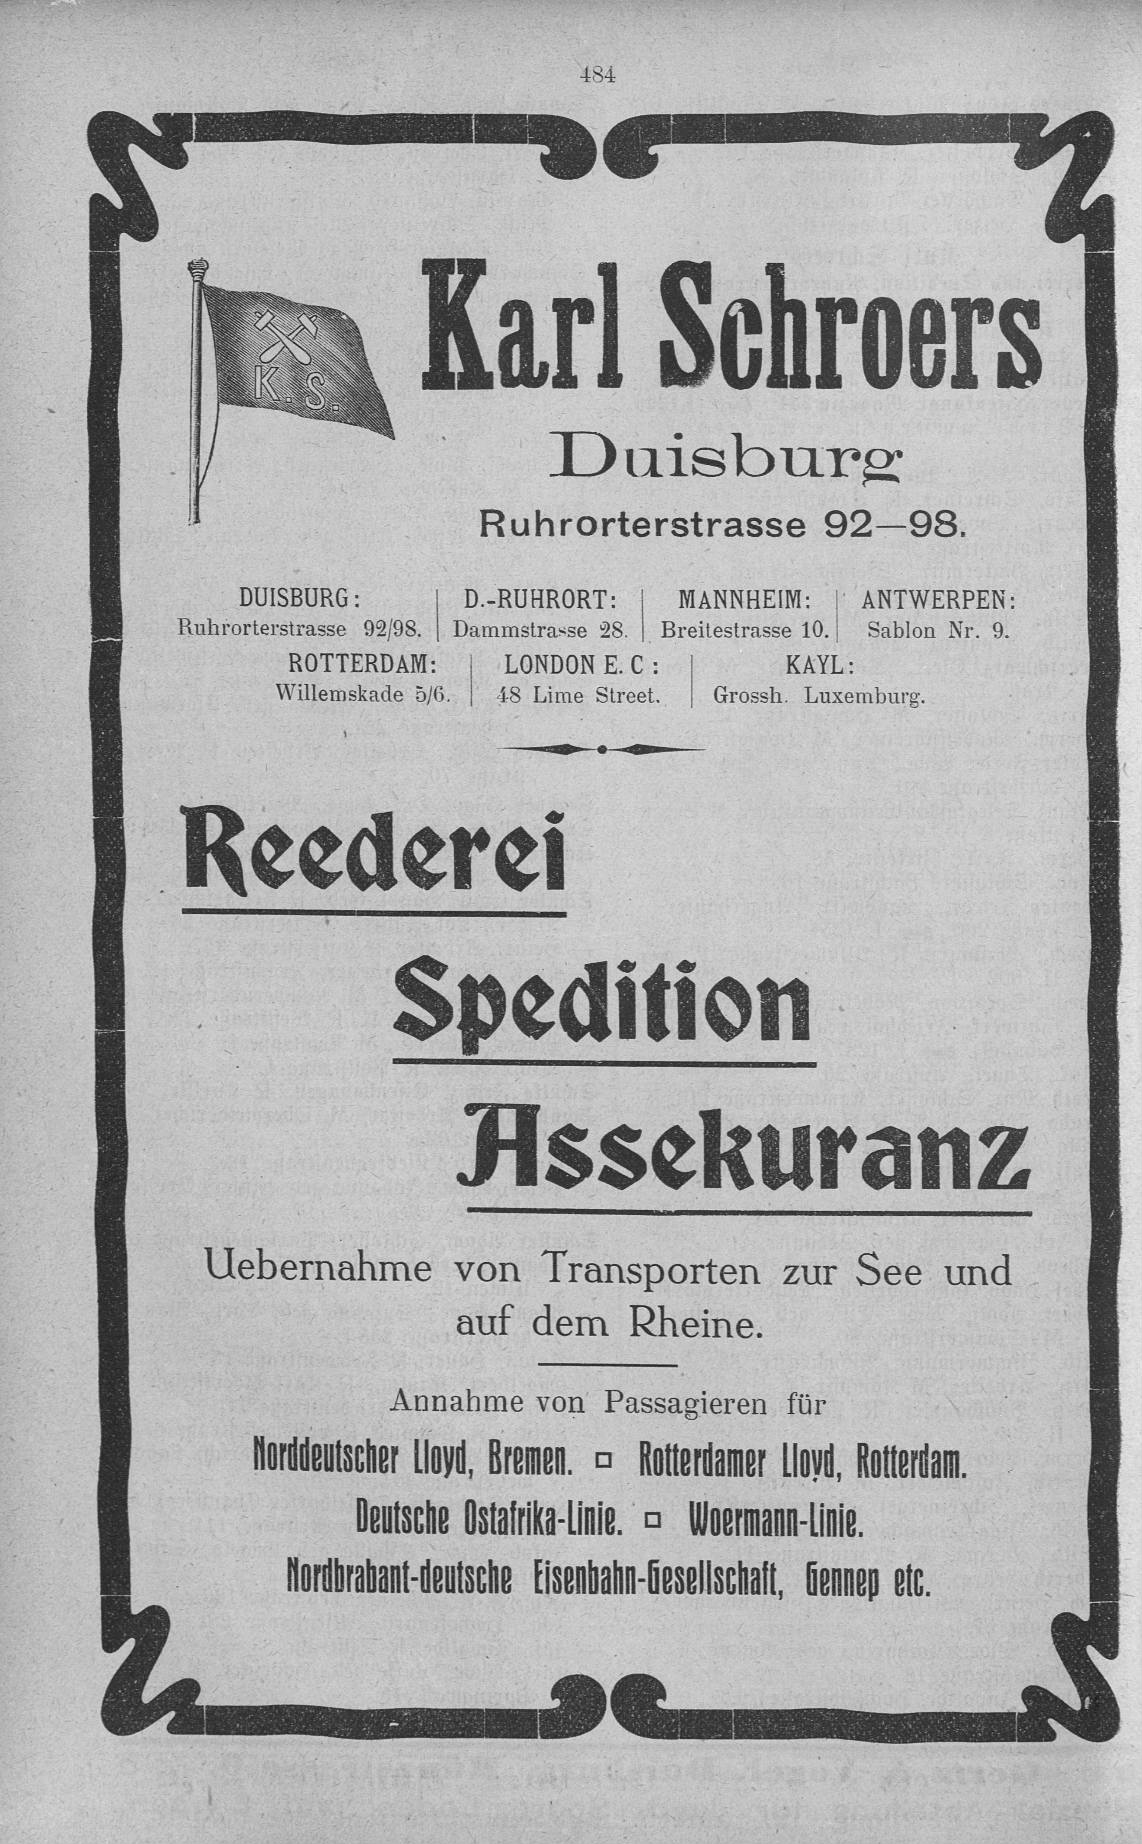 484
K. S.
Karl Schroers
Duisburg
Ruhrorterstrasse 92—98.
DUISBURG: D.-RUHRORT: MANNHEIM: ANTWERPEN:
Ruhrorterstrasse 92/98. Dammstrasse 28. Breitestrasse 10. Sablon Nr. 9.
ROTTERDAM: LONDON E. C : KAYL:
Willemskade 5/6. 48 Lime Street. Grossh. Luxemburg.
Reederei
Spedition
Assekuranz
Uebernahme von Transporten zur See und
auf dem Rheine.
Annahme von Passagieren für
Norddeutscher Lloyd, Bremen. □ Rotterdamer Lloyd, Rotterdam.
Deutsche Ostafrika-Linie. □ Woermann-Linie.
Nordbrabant-deutsche Eisenbahn-Gesellschaft, Gennep etc.